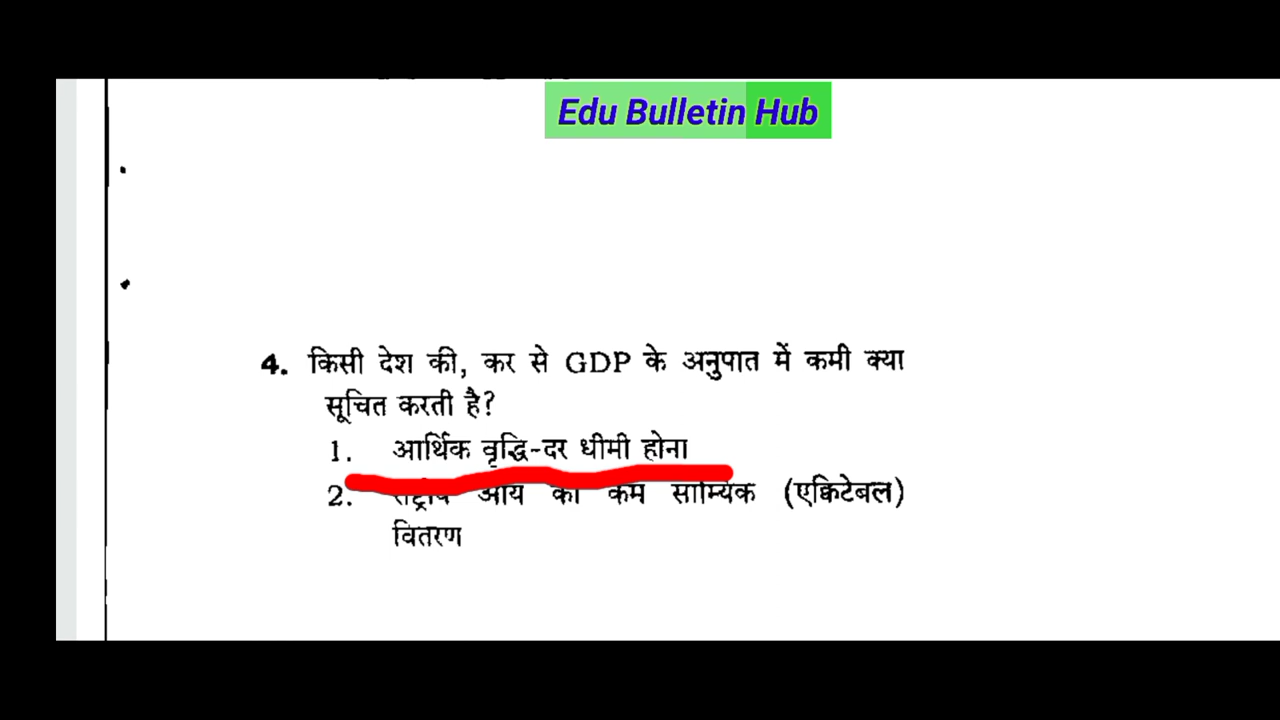 Edu Bulletin Hub
4. किसी देश की, कर से GDP के अनुपात में कमी क्या
सूचित करती है?
1. आर्थिक वृद्धि-दर धीमी होना
2. राष्ट्रीय आय का कम साम्यिक (एक्विटेबल)
वितरण